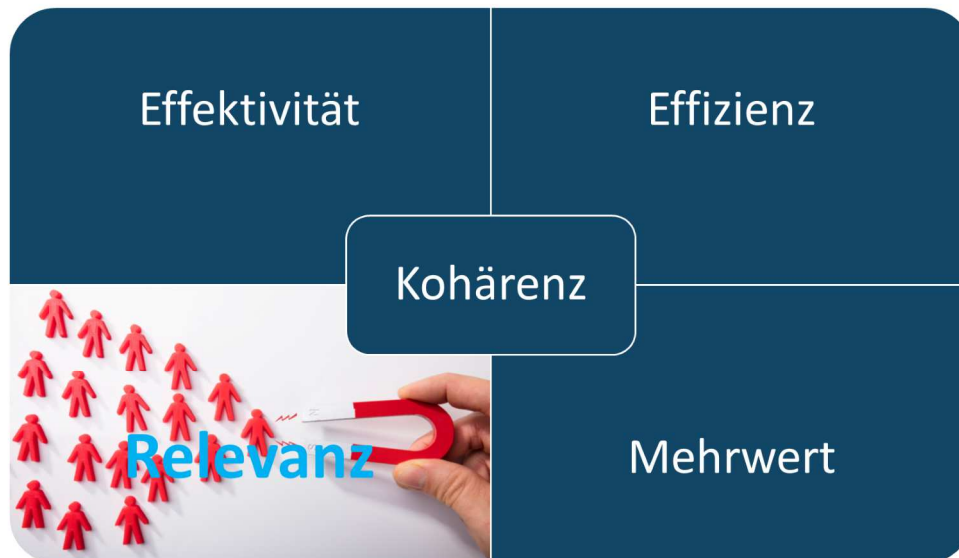 Effektivität
Effizienz
Kohärenz
Relevanz
Mehrwert